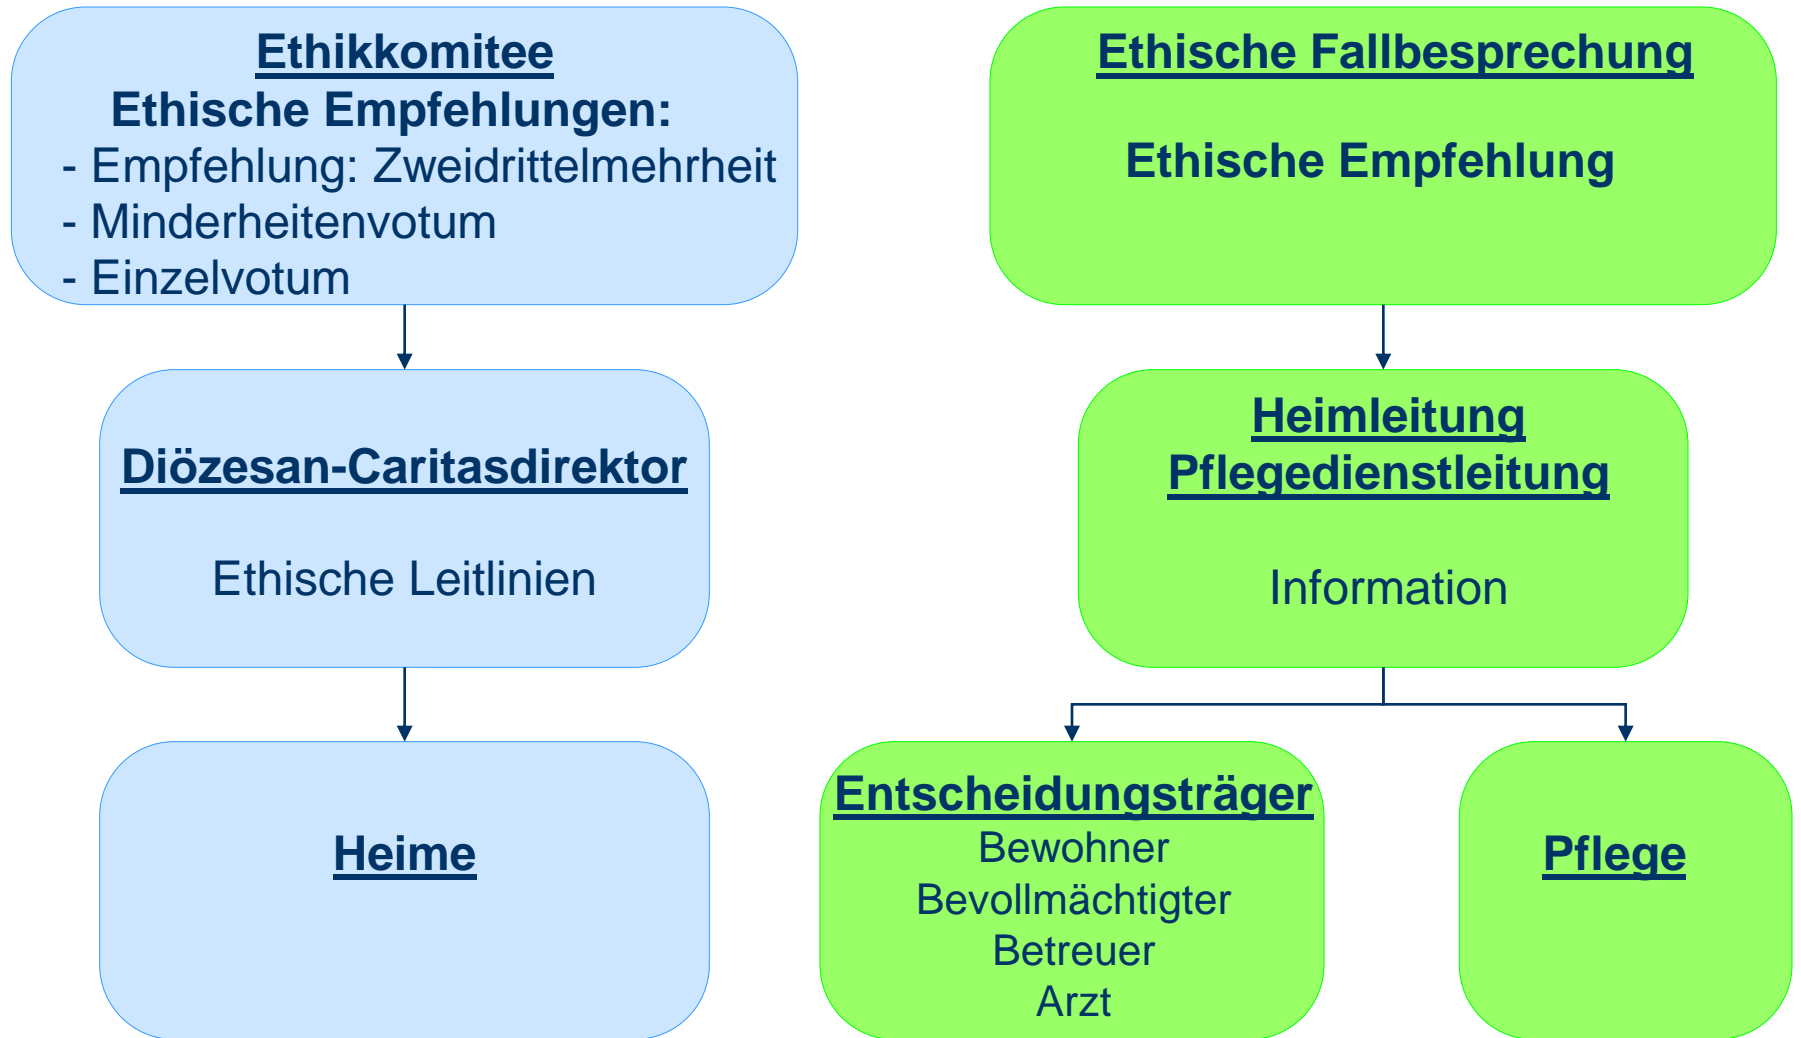 Ethikkomitee
Ethische Empfehlungen:
- Empfehlung: Zweidrittelmehrheit
- Minderheitenvotum
- Einzelvotum
Diözesan-Caritasdirektor
Ethische Leitlinien
Heime
Ethische Fallbesprechung
Ethische Empfehlung
Heimleitung
Pflegedienstleitung
Information
Entscheidungsträger
Bewohner
Bevollmächtigter
Betreuer
Arzt
Pflege